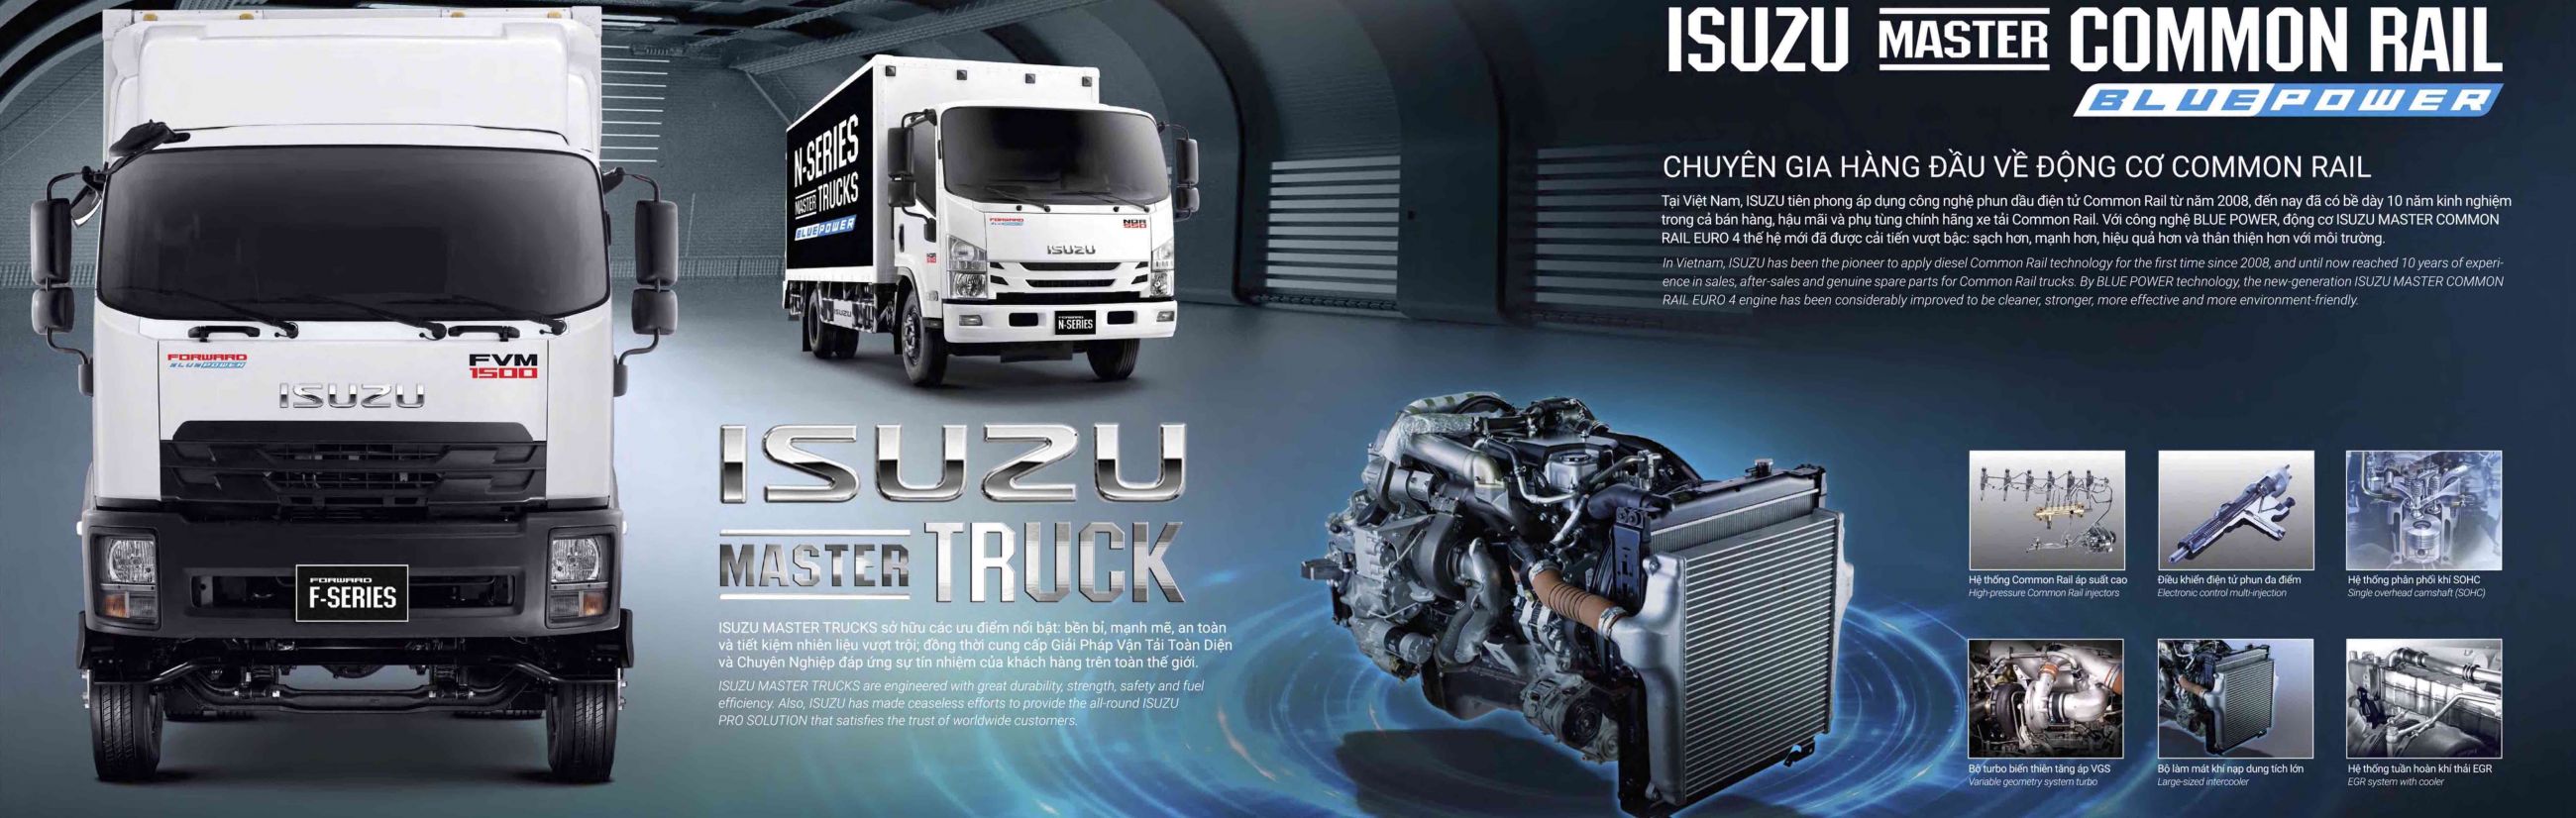 FORWARD
BLUEPOWER
FVM
1500
ISUZU
FORWARD
F-SERIES
N-SERIES
MASTER TRUCKS
BLUEPOWER
FORWARD
NQR
550
ISUZU
ISUZU
FORWARD
N-SERIES
ISUZU
MASTER TRUCK
ISUZU MASTER TRUCKS sở hữu các ưu điểm nổi bật: bền bỉ, mạnh mẽ, an toàn
và tiết kiệm nhiên liệu vượt trội; đồng thời cung cấp Giải Pháp Vận Tải Toàn Diện
và Chuyên Nghiệp đáp ứng sự tín nhiệm của khách hàng trên toàn thế giới.
ISUZU MASTER TRUCKS are engineered with great durability, strength, safety and fuel
efficiency. Also, ISUZU has made ceaseless efforts to provide the all-round ISUZU
PRO SOLUTION that satisfies the trust of worldwide customers.
ISUZU MASTER COMMON RAIL
BLUEPOWER
CHUYÊN GIA HÀNG ĐẦU VỀ ĐỘNG CƠ COMMON RAIL
Tại Việt Nam, ISUZU tiên phong áp dụng công nghệ phun dầu điện tử Common Rail từ năm 2008, đến nay đã có bề dày 10 năm kinh nghiệm
trong cả bán hàng, hậu mãi và phụ tùng chính hãng xe tải Common Rail. Với công nghệ BLUE POWER, động cơ ISUZU MASTER COMMON
RAIL EURO 4 thế hệ mới đã được cải tiến vượt bậc: sạch hơn, mạnh hơn, hiệu quả hơn và thân thiện hơn với môi trường.
In Vietnam, ISUZU has been the pioneer to apply diesel Common Rail technology for the first time since 2008, and until now reached 10 years of experi-
ence in sales, after-sales and genuine spare parts for Common Rail trucks. By BLUE POWER technology, the new-generation ISUZU MASTER COMMON
RAIL EURO 4 engine has been considerably improved to be cleaner, stronger, more effective and more environment-friendly.
Hệ thống Common Rail áp suất cao
High-pressure Common Rail injectors
Điều khiển điện tử phun đa điểm
Electronic control multi-injection
Hệ thống phân phối khí SOHC
Single overhead camshaft (SOHC)
Bộ turbo biến thiên tăng áp VGS
Variable geometry system turbo
Bộ làm mát khí nạp dung tích lớn
Large-sized intercooler
Hệ thống tuần hoàn khí thải EGR
EGR system with cooler